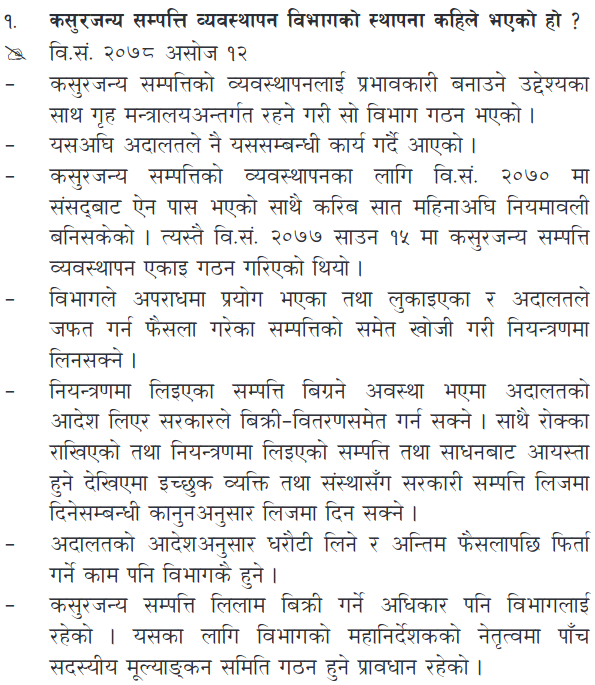 १. कसुरजन्य सम्पत्ति व्यवस्थापन विभागको स्थापना कहिले भएको हो ?
वि.सं. २०७८ असोज १२
– कसुरजन्य सम्पत्तिको व्यवस्थापनलाई प्रभावकारी बनाउने उद्देश्यका
साथ गृह मन्त्रालयअन्तर्गत रहने गरी सो विभाग गठन भएको ।
– यसअघि अदालतले नै यससम्बन्धी कार्य गर्दै आएको ।
– कसुरजन्य सम्पत्तिको व्यवस्थापनका लागि वि.सं. २०७० मा
संसद्बाट ऐन पास भएको साथै करिब सात महिनाअघि नियमावली
बनिसकेको । त्यस्तै वि.सं. २०७७ साउन १५ मा कसुरजन्य सम्पत्ति
व्यवस्थापन एकाइ गठन गरिएको थियो ।
– विभागले अपराधमा प्रयोग भएका तथा लुकाइएका र अदालतले
जफत गर्न फैसला गरेका सम्पत्तिको समेत खोजी गरी नियन्त्रणमा
लिनसक्ने ।
– नियन्त्रणमा लिइएका सम्पत्ति बिग्रने अवस्था भएमा अदालतको
आदेश लिएर सरकारले बिक्री-वितरणसमेत गर्न सक्ने । साथै रोक्का
राखिएको तथा नियन्त्रणमा लिइएको सम्पत्ति तथा साधनबाट आयस्ता
हुने देखिएमा इच्छुक व्यक्ति तथा संस्थासँग सरकारी सम्पत्ति लिजमा
दिनेसम्बन्धी कानुनअनुसार लिजमा दिन सक्ने ।
– अदालतको आदेशअनुसार धरौटी लिने र अन्तिम फैसलापछि फिर्ता
गर्ने काम पनि विभागकै हुने ।
– कसुरजन्य सम्पत्ति लिलाम बिक्री गर्ने अधिकार पनि विभागलाई
रहेको । यसका लागि विभागको महानिर्देशकको नेतृत्वमा पाँच
सदस्यीय मूल्याङ्कन समिति गठन हुने प्रावधान रहेको ।